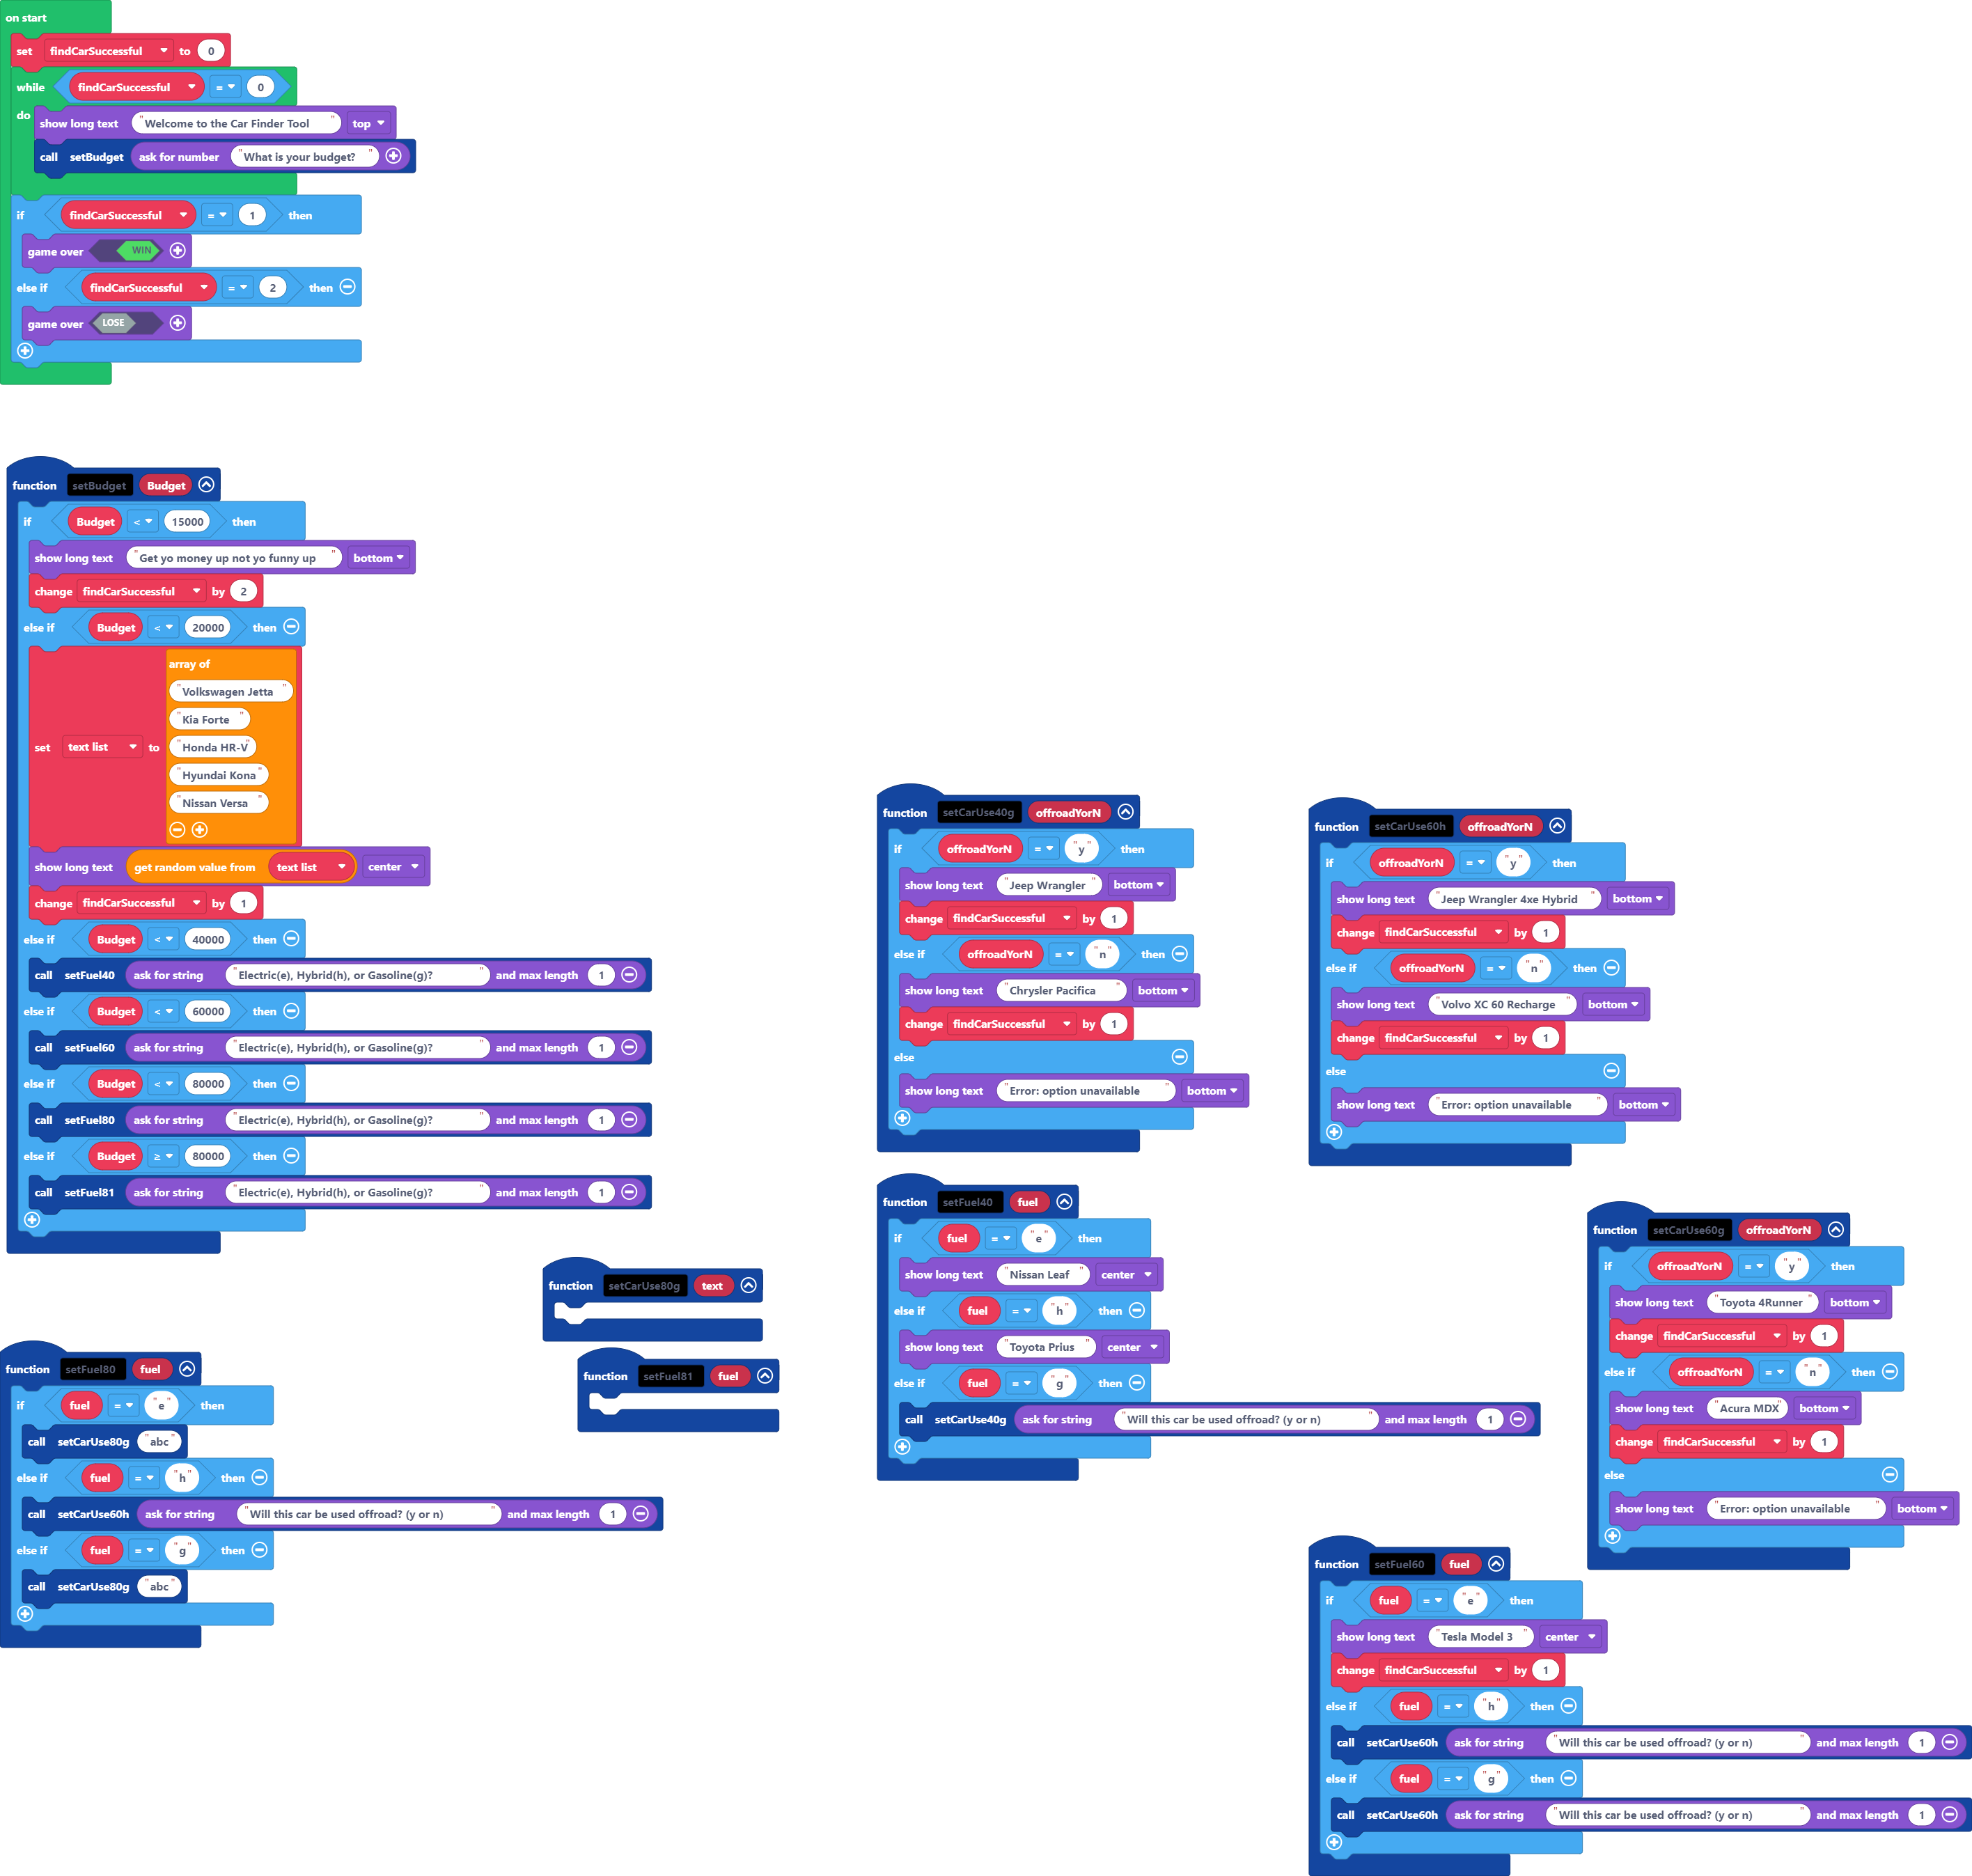 on start
set findCarSuccessful to 0
while findCarSuccessful = 0
do
show long text "Welcome to the Car Finder Tool" top
call setBudget ask for number "What is your budget?"
if findCarSuccessful = 1 then
game over WIN
else if findCarSuccessful = 2 then
game over LOSE
function setBudget Budget
if Budget < 15000 then
show long text "Get yo money up not yo funny up" bottom
change findCarSuccessful by 2
else if Budget < 20000 then
array of
"Volkswagen Jetta"
"Kia Forte"
set text list to "Honda HR-V"
"Hyundai Kona"
"Nissan Versa"
show long text get random value from text list center
change findCarSuccessful by 1
else if Budget < 40000 then
call setFuel40 ask for string "Electric(e), Hybrid(h), or Gasoline(g)?" and max length 1
else if Budget < 60000 then
call setFuel60 ask for string "Electric(e), Hybrid(h), or Gasoline(g)?" and max length 1
else if Budget < 80000 then
call setFuel80 ask for string "Electric(e), Hybrid(h), or Gasoline(g)?" and max length 1
else if Budget ≥ 80000 then
call setFuel81 ask for string "Electric(e), Hybrid(h), or Gasoline(g)?" and max length 1
function setCarUse40g offroadYorN
if offroadYorN = "y" then
show long text "Jeep Wrangler" bottom
change findCarSuccessful by 1
else if offroadYorN = "n" then
show long text "Chrysler Pacifica" bottom
change findCarSuccessful by 1
else
show long text "Error: option unavailable" bottom
function setCarUse60h offroadYorN
if offroadYorN = "y" then
show long text "Jeep Wrangler 4xe Hybrid" bottom
change findCarSuccessful by 1
else if offroadYorN = "n" then
show long text "Volvo XC 60 Recharge" bottom
change findCarSuccessful by 1
else
show long text "Error: option unavailable" bottom
function setFuel40 fuel
if fuel = "e" then
show long text "Nissan Leaf" center
else if fuel = "h" then
show long text "Toyota Prius" center
else if fuel = "g" then
call setCarUse40g ask for string "Will this car be used offroad? (y or n)" and max length 1
function setCarUse60g offroadYorN
if offroadYorN = "y" then
show long text "Toyota 4Runner" bottom
change findCarSuccessful by 1
else if offroadYorN = "n" then
show long text "Acura MDX" bottom
change findCarSuccessful by 1
else
show long text "Error: option unavailable" bottom
function setCarUse80g text
function setFuel81 fuel
function setFuel80 fuel
if fuel = "e" then
call setCarUse80g "abc"
else if fuel = "h" then
call setCarUse60h ask for string "Will this car be used offroad? (y or n)" and max length 1
else if fuel = "g" then
call setCarUse80g "abc"
function setFuel60 fuel
if fuel = "e" then
show long text "Tesla Model 3" center
change findCarSuccessful by 1
else if fuel = "h" then
call setCarUse60h ask for string "Will this car be used offroad? (y or n)" and max length 1
else if fuel = "g" then
call setCarUse60h ask for string "Will this car be used offroad? (y or n)" and max length 1